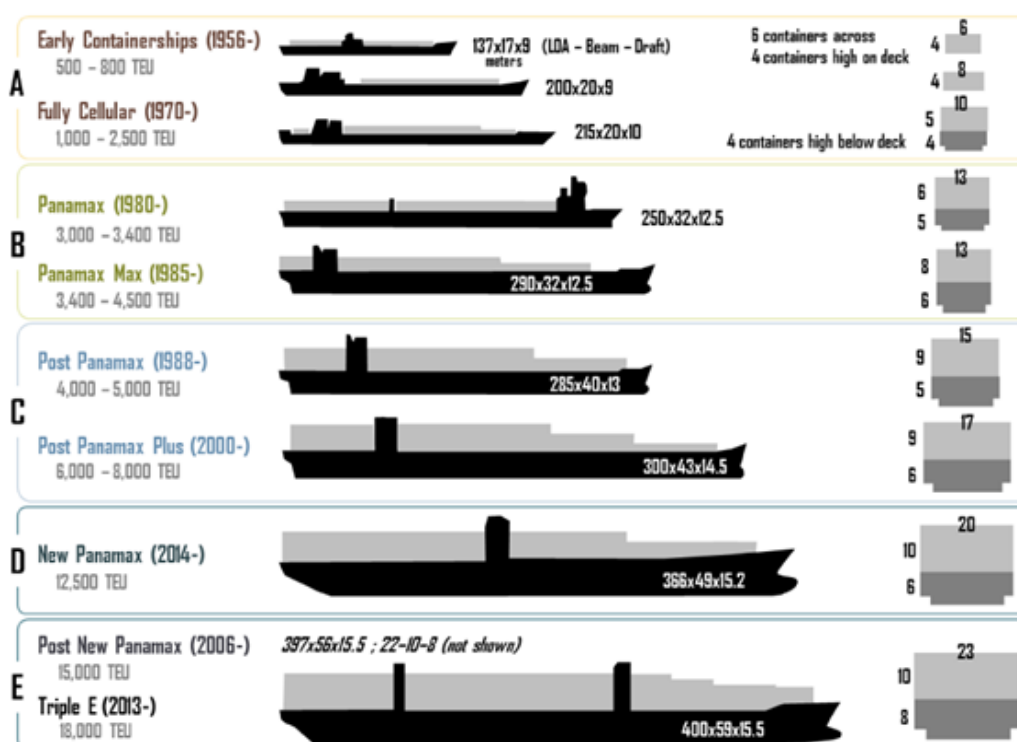 A
Early Containerships (1956-)
500 – 800 TEU
137x17x9 (LOA – Beam – Draft)
meters
6 containers across
4 containers high on deck
6
4
200x20x9
8
4
Fully Cellular (1970-)
1,000 – 2,500 TEU
215x20x10
4 containers high below deck
10
5
4
B
Panamax (1980-)
3,000 – 3,400 TEU
250x32x12.5
13
6
5
Panamax Max (1985-)
3,400 – 4,500 TEU
290x32x12.5
13
8
6
C
Post Panamax (1988-)
4,000 – 5,000 TEU
285x40x13
15
9
5
Post Panamax Plus (2000-)
6,000 – 8,000 TEU
300x43x14.5
17
9
6
D
New Panamax (2014-)
12,500 TEU
366x49x15.2
20
10
6
E
Post New Panamax (2006-)
15,000 TEU
397x56x15.5 ; 22-10-8 (not shown)
Triple E (2013-)
18,000 TEU
400x59x15.5
23
10
8